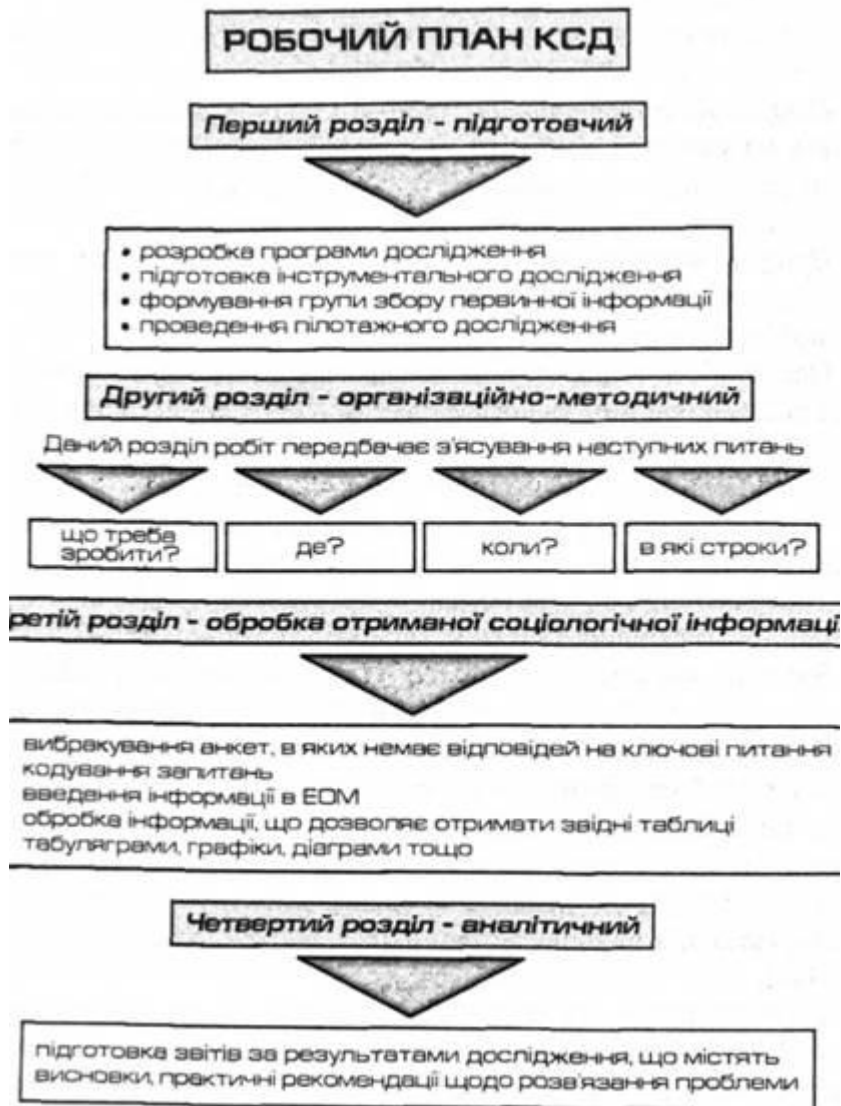 РОБОЧИЙ ПЛАН КСД
Перший розділ - підготовчий
• розробка програми дослідження
• підготовка інструментального дослідження
• формування групи збору первинної інформації
• проведення пілотажного дослідження
Другий розділ - організаційно-методичний
Даний розділ робіт передбачає з'ясування наступних питань
що треба
зробити?
де?
коли?
в які строки?
ретій розділ - обробка отриманої соціологічної інформаці
вибракування анкет, в яких немає відповідей на ключові питання
кодування запитань
введення інформації в ЕОМ
обробка інформації, що дозволяє отримати звідні таблиці
табуляграми, графіки, діаграми тощо
Четвертий розділ - аналітичний
підготовка звітів за результатами дослідження, що містять
висновки, практичні рекомендації щодо розв'язання проблеми